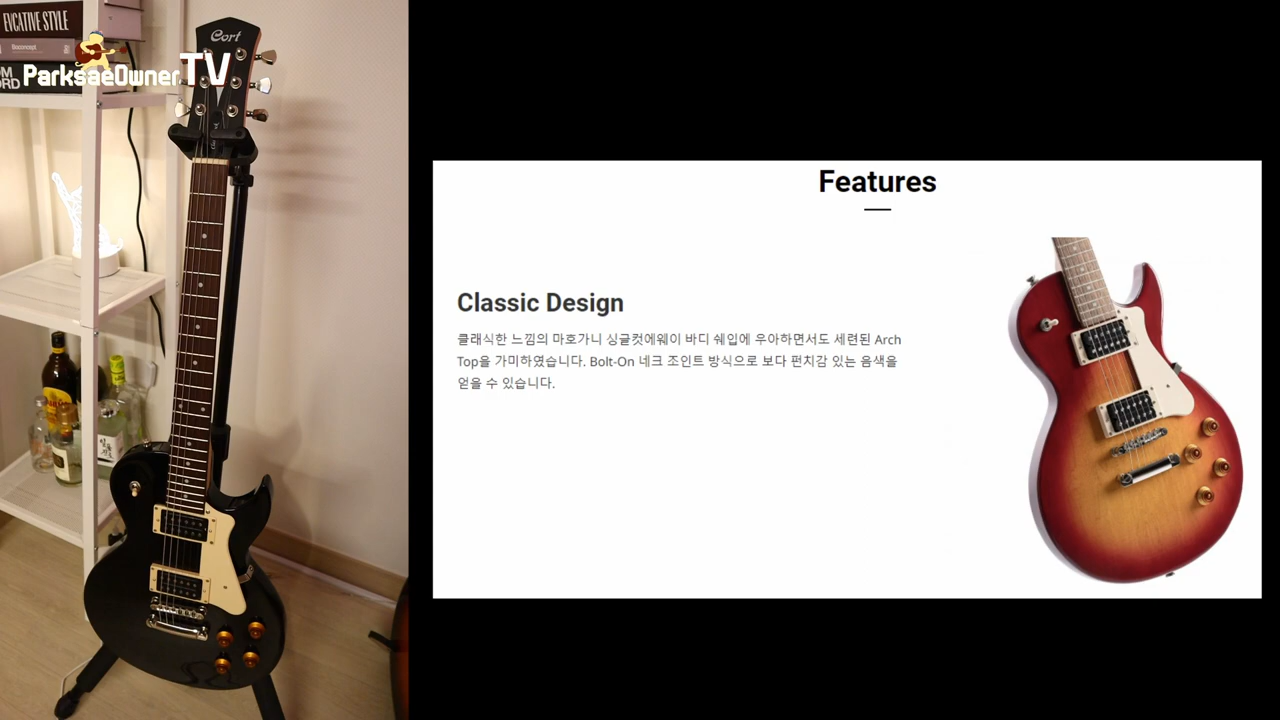 EVCATIVE STYLE
Boconcept
ParksaeOwner.TV
Cort
Features
Classic Design
클래식한 느낌의 마호가니 싱글컷에웨이 바디 쉐입에 우아하면서도 세련된 Arch
Top을 가미하였습니다. Bolt-On 네크 조인트 방식으로 보다 펀치감 있는 음색을
얻을 수 있습니다.